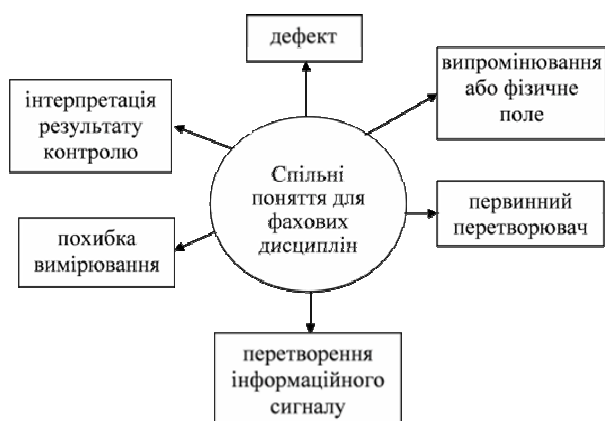 дефект
випромінювання
або фізичне
поле
інтерпретація
результату
контролю
Спільні
поняття для
фахових
дисциплін
первинний
перетворювач
похибка
вимірювання
перетворення
інформаційного
сигналу